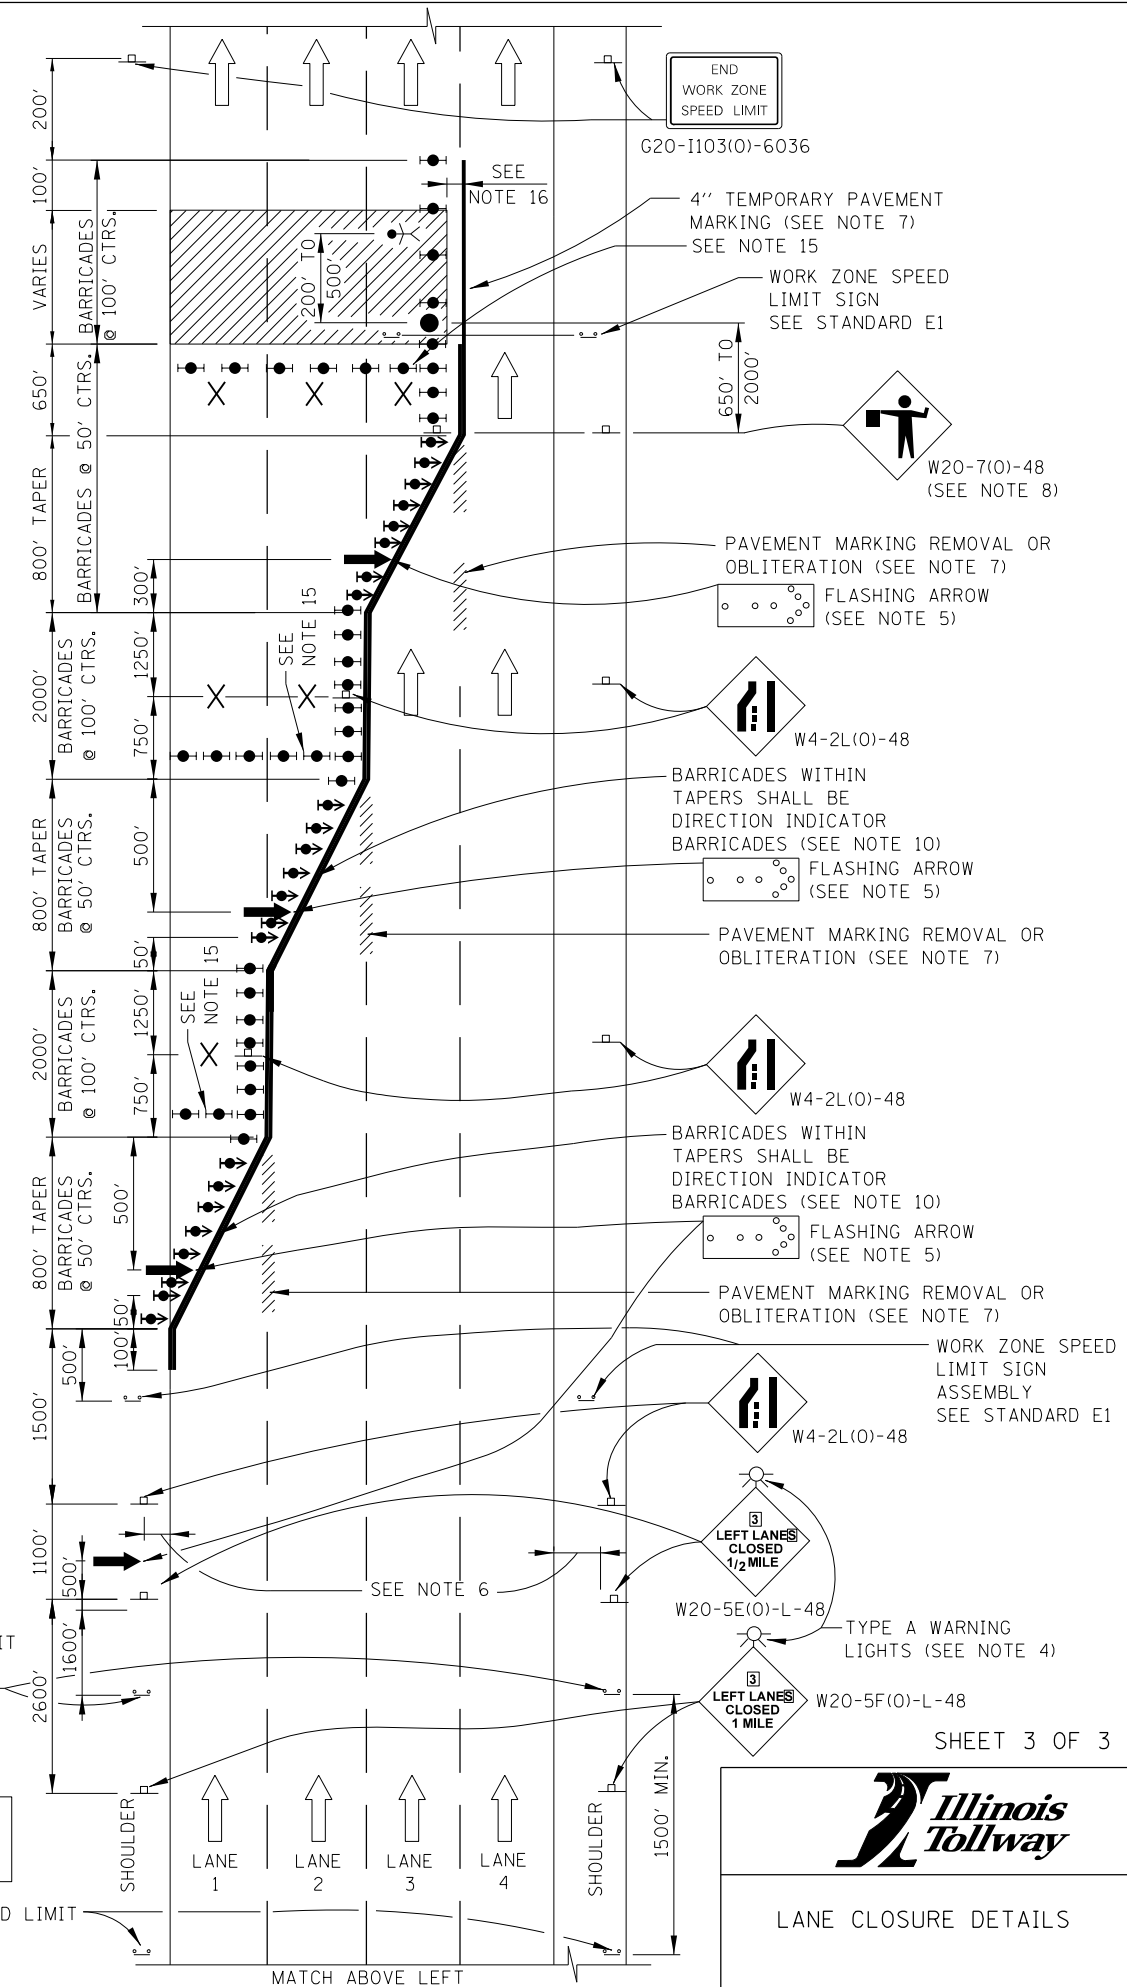 200'
END
WORK ZONE
SPEED LIMIT
G20-I103(O)-6036
100'
BARRICADES
@ 100' CTRS.
SEE
NOTE 16
4'' TEMPORARY PAVEMENT
MARKING (SEE NOTE 7)
SEE NOTE 15
VARIES
200' TO
500'
WORK ZONE SPEED
LIMIT SIGN
SEE STANDARD E1
650'
BARRICADES @ 50' CTRS.
650' TO
2000'
W20-7(O)-48
(SEE NOTE 8)
800' TAPER
300'
PAVEMENT MARKING REMOVAL OR
OBLITERATION (SEE NOTE 7)
FLASHING ARROW
(SEE NOTE 5)
2000'
BARRICADES
@ 100' CTRS.
1250'
750'
SEE
NOTE 15
W4-2L(O)-48
BARRICADES WITHIN
TAPERS SHALL BE
DIRECTION INDICATOR
BARRICADES (SEE NOTE 10)
800' TAPER
BARRICADES
@ 50' CTRS.
500'
50'
FLASHING ARROW
(SEE NOTE 5)
PAVEMENT MARKING REMOVAL OR
OBLITERATION (SEE NOTE 7)
2000'
BARRICADES
@ 100' CTRS.
1250'
750'
SEE
NOTE 15
W4-2L(O)-48
BARRICADES WITHIN
TAPERS SHALL BE
DIRECTION INDICATOR
BARRICADES (SEE NOTE 10)
800' TAPER
BARRICADES
@ 50' CTRS.
500'
50'
100'
FLASHING ARROW
(SEE NOTE 5)
PAVEMENT MARKING REMOVAL OR
OBLITERATION (SEE NOTE 7)
1500'
500'
WORK ZONE SPEED
LIMIT SIGN
ASSEMBLY
SEE STANDARD E1
W4-2L(O)-48
1100'
500'
3
LEFT LANES
CLOSED
1/2 MILE
SEE NOTE 6
W20-5E(O)-L-48
TYPE A WARNING
LIGHTS (SEE NOTE 4)
IT
2600'
1600'
3
LEFT LANES
CLOSED
1 MILE
W20-5F(O)-L-48
SHEET 3 OF 3
1500' MIN.
SHOULDER
LANE
1
LANE
2
LANE
3
LANE
4
SHOULDER
Illinois
Tollway
D LIMIT
LANE CLOSURE DETAILS
MATCH ABOVE LEFT